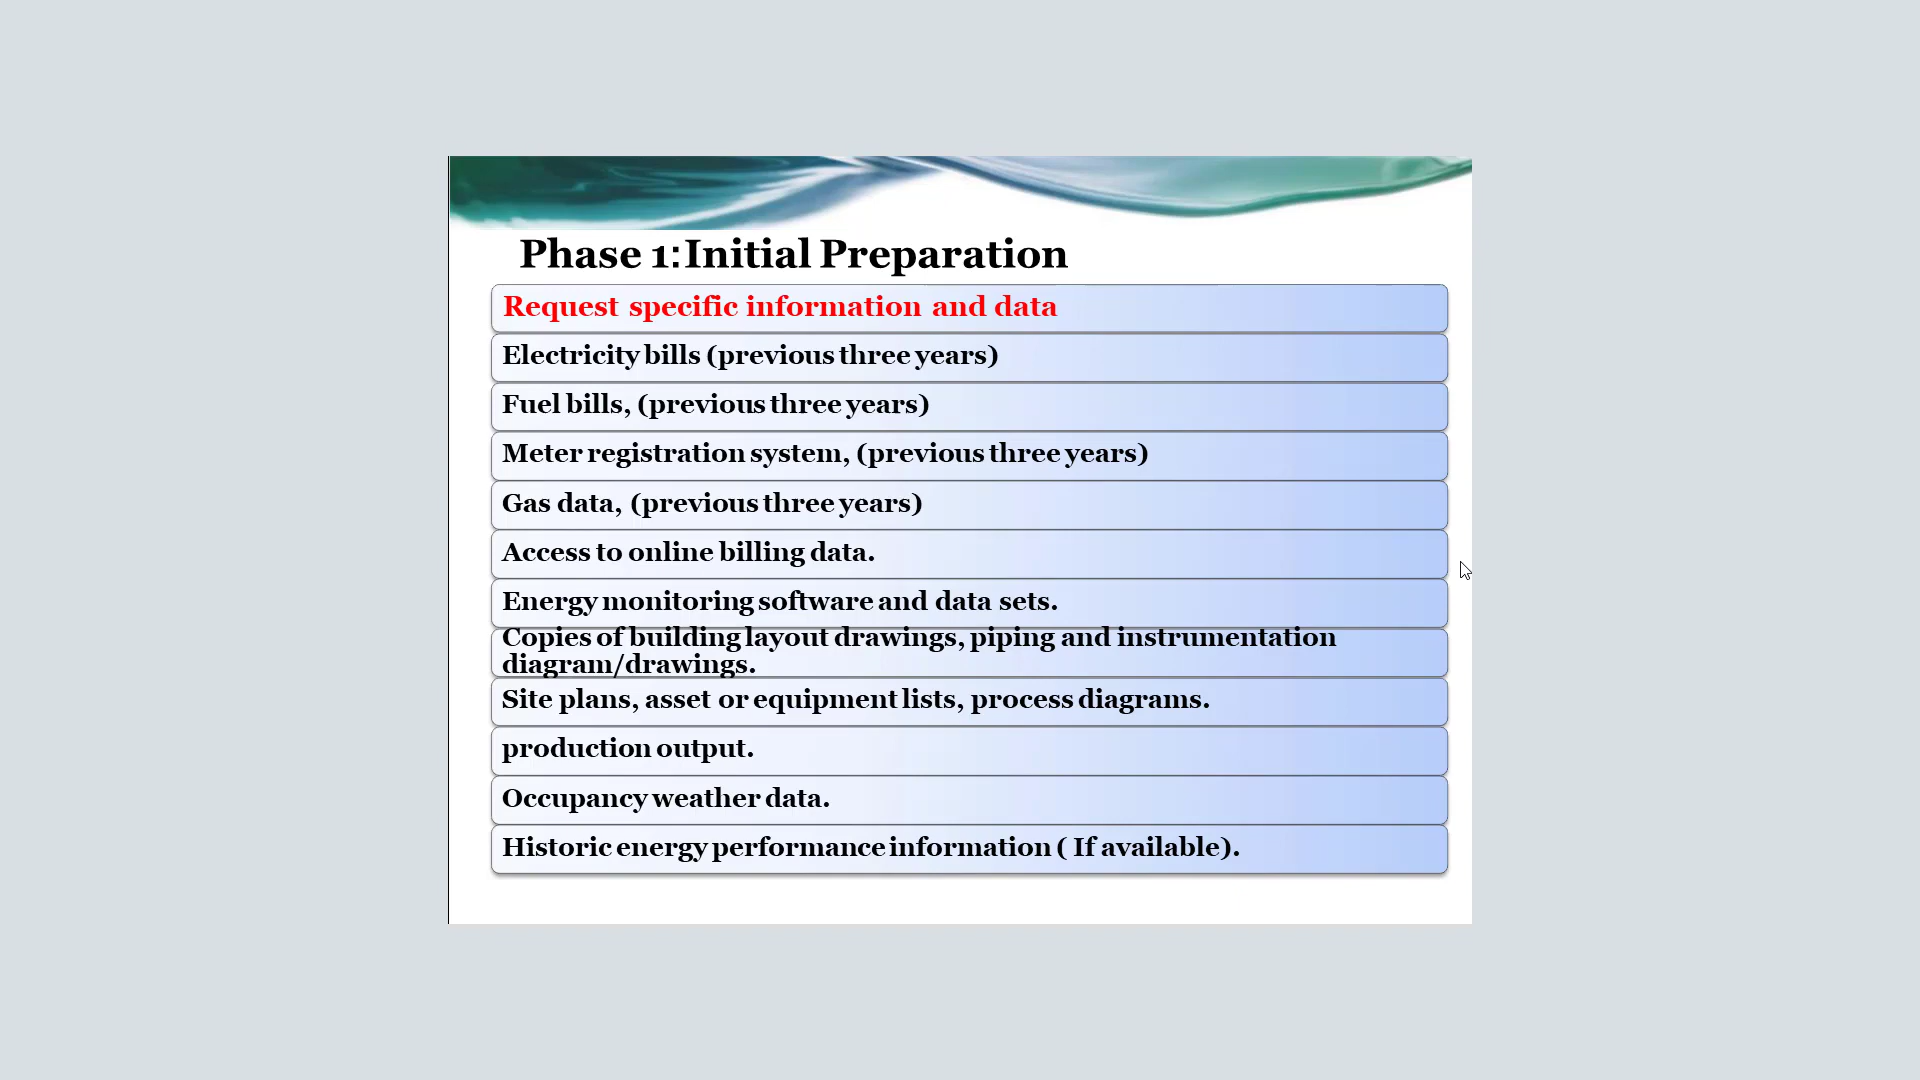 Phase 1:Initial Preparation
Request specific information and data
Electricity bills (previous three years)
Fuel bills, (previous three years)
Meter registration system, (previous three years)
Gas data, (previous three years)
Access to online billing data.
Energy monitoring software and data sets.
Copies of building layout drawings, piping and instrumentation
diagram/drawings.
Site plans, asset or equipment lists, process diagrams.
production output.
Occupancy weather data.
Historic energy performance information ( If available).